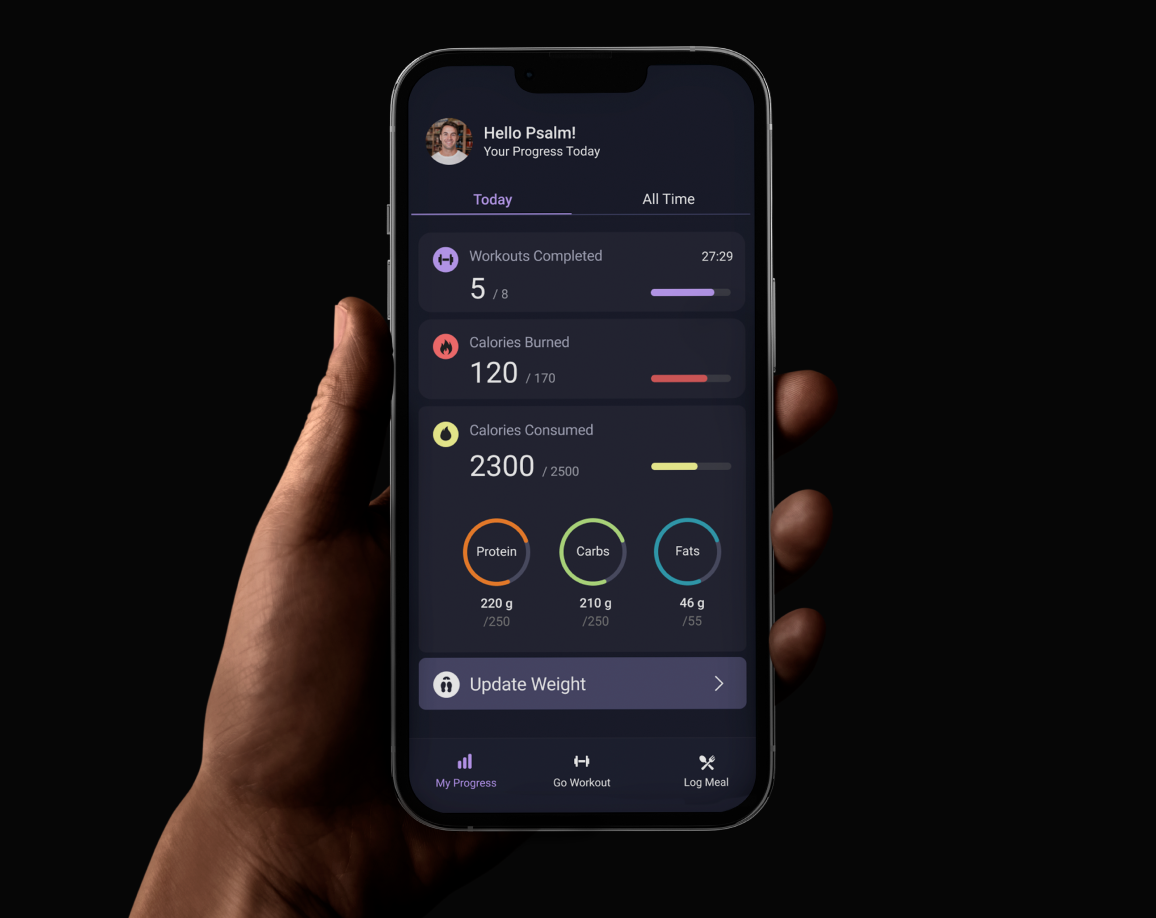 Hello Psalm!
Your Progress Today
Today All Time
Workouts Completed 27:29
5 / 8
Calories Burned
120 / 170
Calories Consumed
2300 / 2500
Protein Carbs Fats
220 g 210 g 46 g
/250 /250 /55
Update Weight
My Progress Go Workout Log Meal